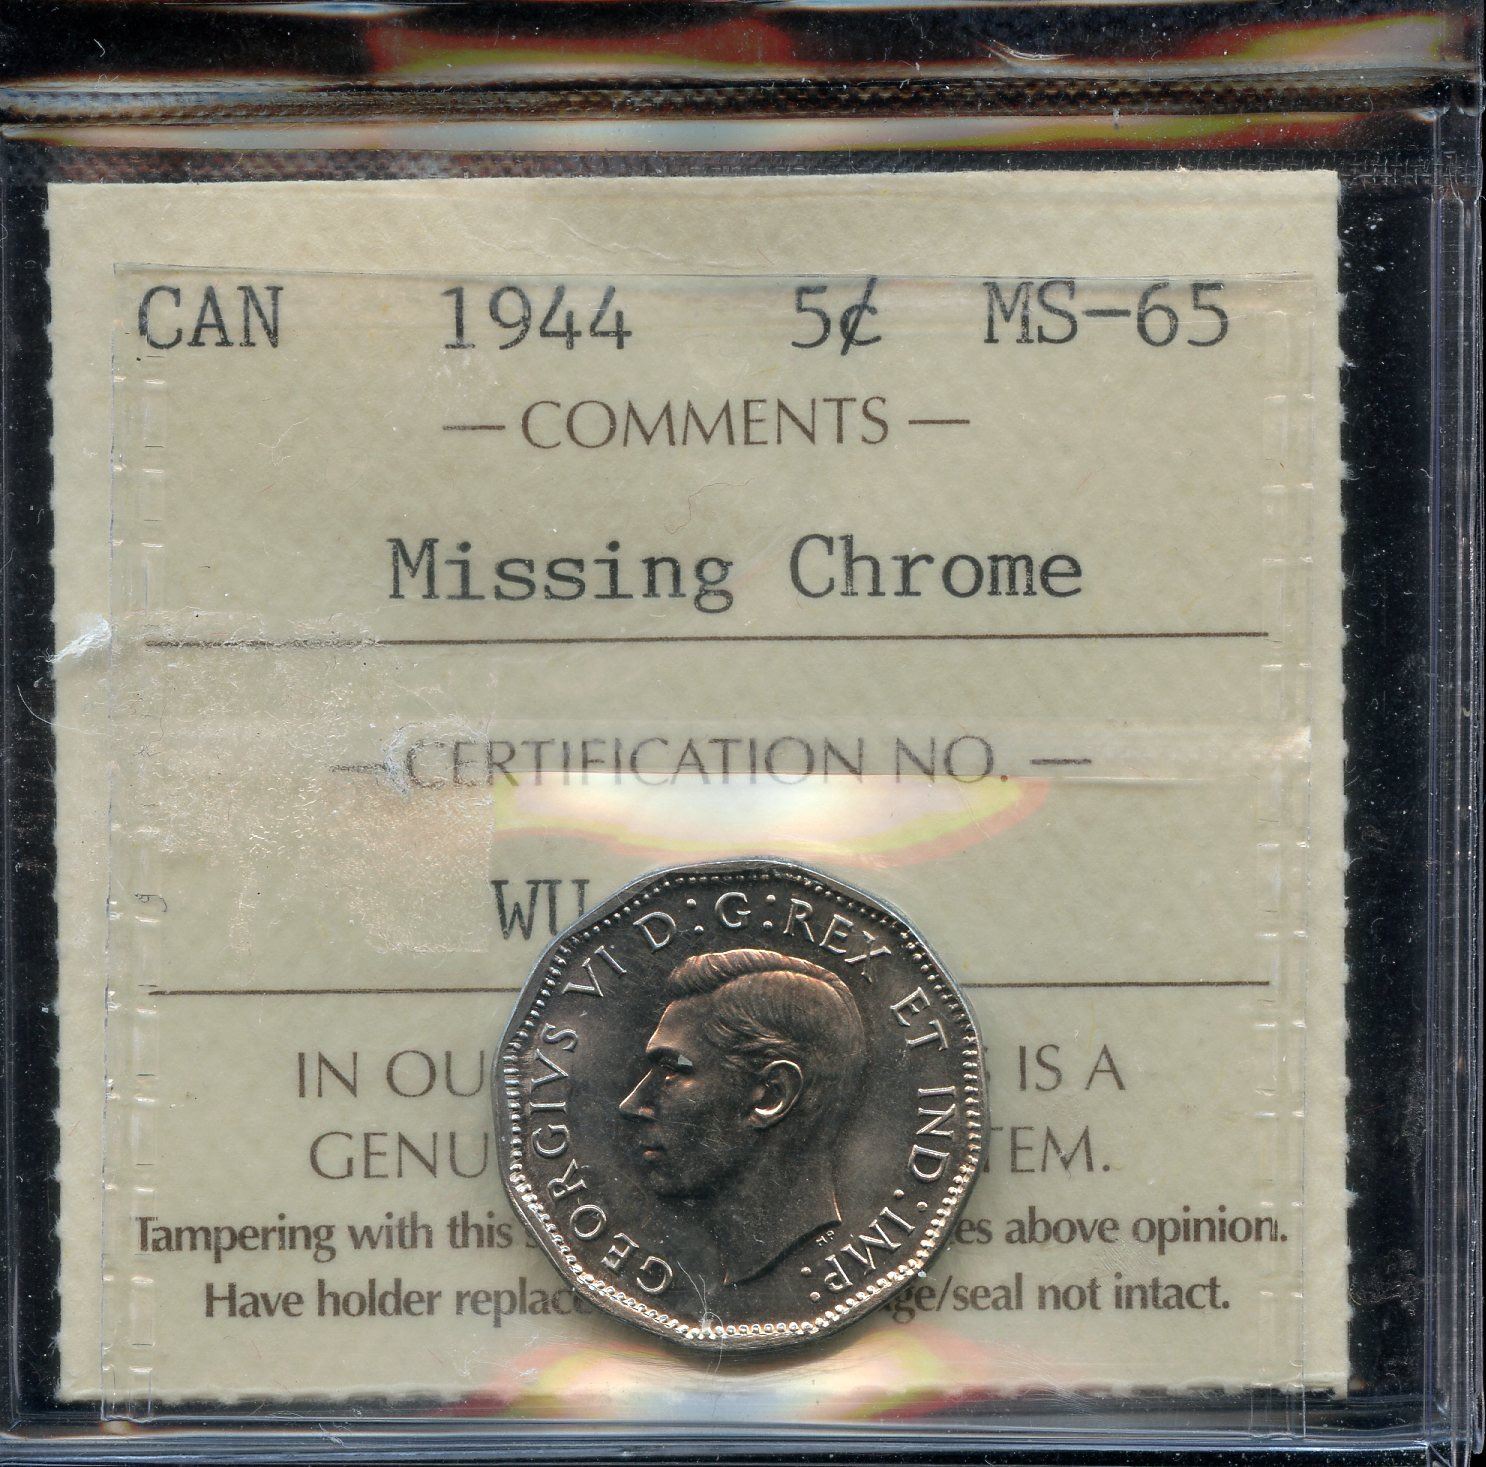 CAN 1944 5¢ MS-65
— COMMENTS —
Missing Chrome
— CERTIFICATION NO. —
WU
IN OU S IS A
GENU TEM.
Tampering with this s es above opinion.
Have holder replac ge/seal not intact.
GEORGIVS VI D:G:REX ET IND:IMP:
HP